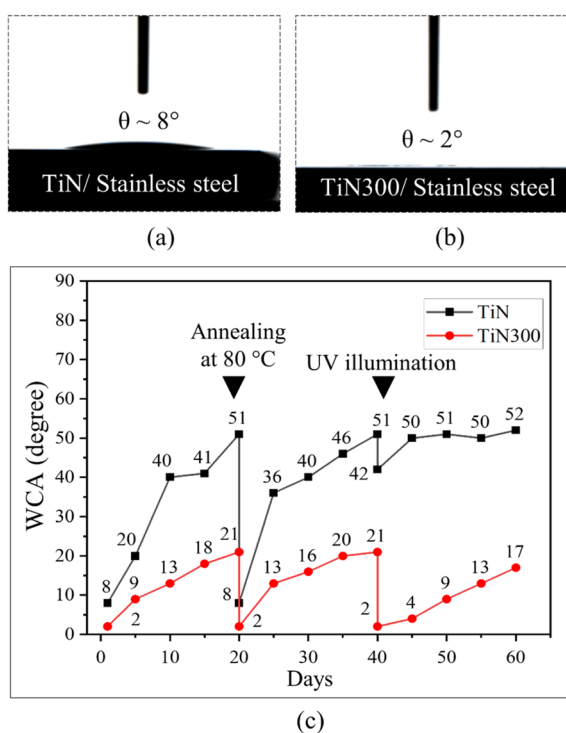 θ ~ 8°
TiN/ Stainless steel
(a)
θ ~ 2°
TiN300/ Stainless steel
(b)
90
80
70
60
50
40
30
20
10
0
WCA (degree)
TiN
TiN300
Annealing
at 80 °C
UV illumination
8
20
40
41
51
8
36
40
46
51
42
50
51
50
52
2
9
13
18
21
2
13
16
20
21
2
4
9
13
17
0 10 20 30 40 50 60
Days
(c)